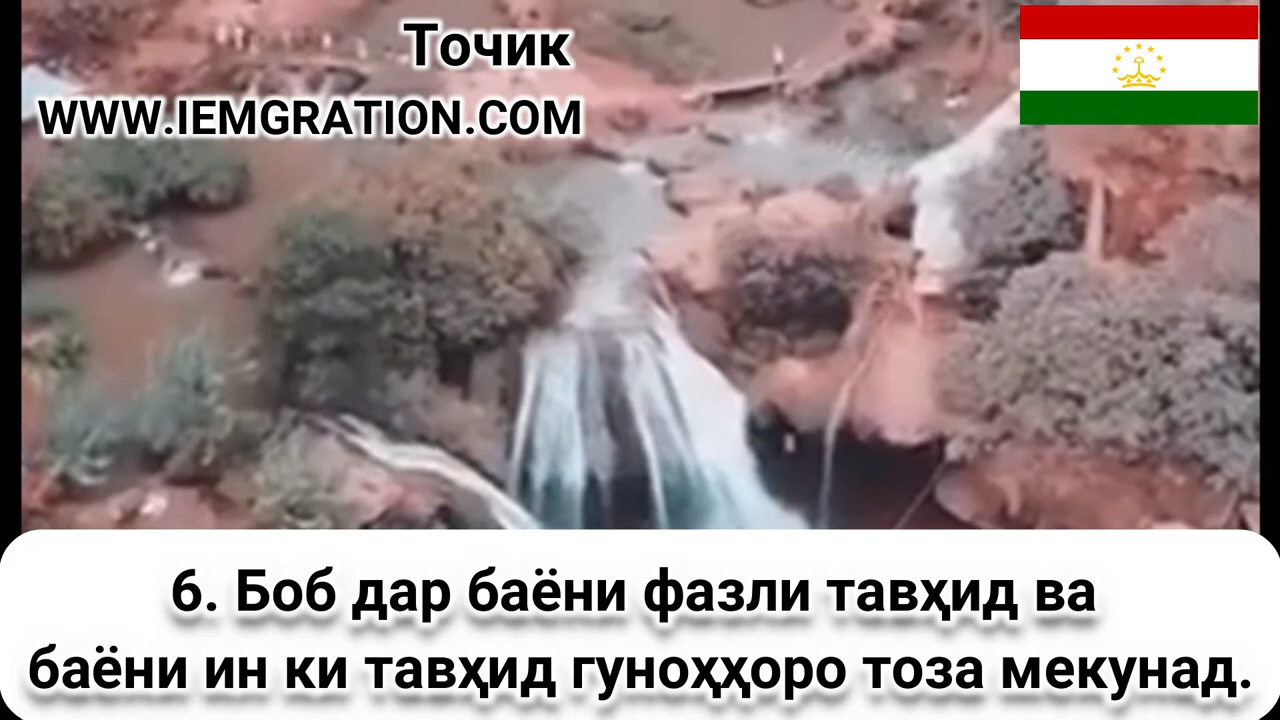 Точик
WWW.IEMGRATION.COM
6. Боб дар баёни фазли тавҳид ва
баёни ин ки тавҳид гуноҳҳоро тоза мекунад.